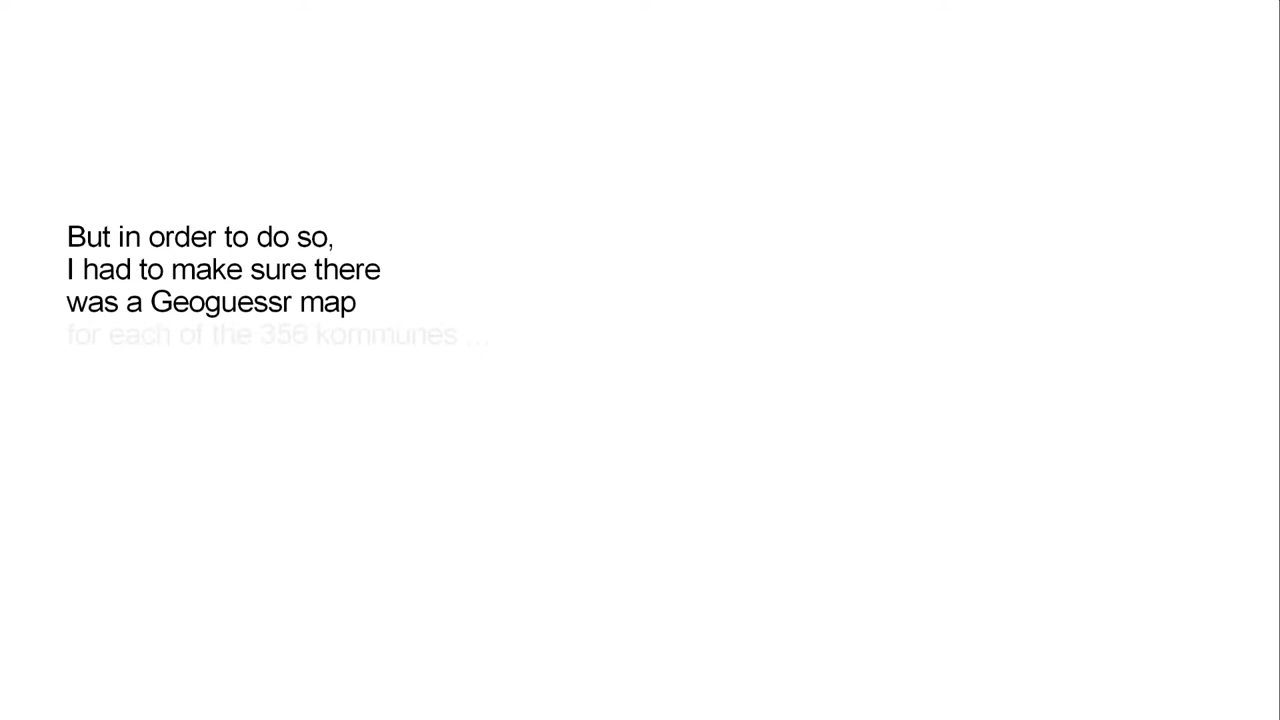 But in order to do so,
I had to make sure there
was a Geoguessr map
for each of the 356 kommunes ...